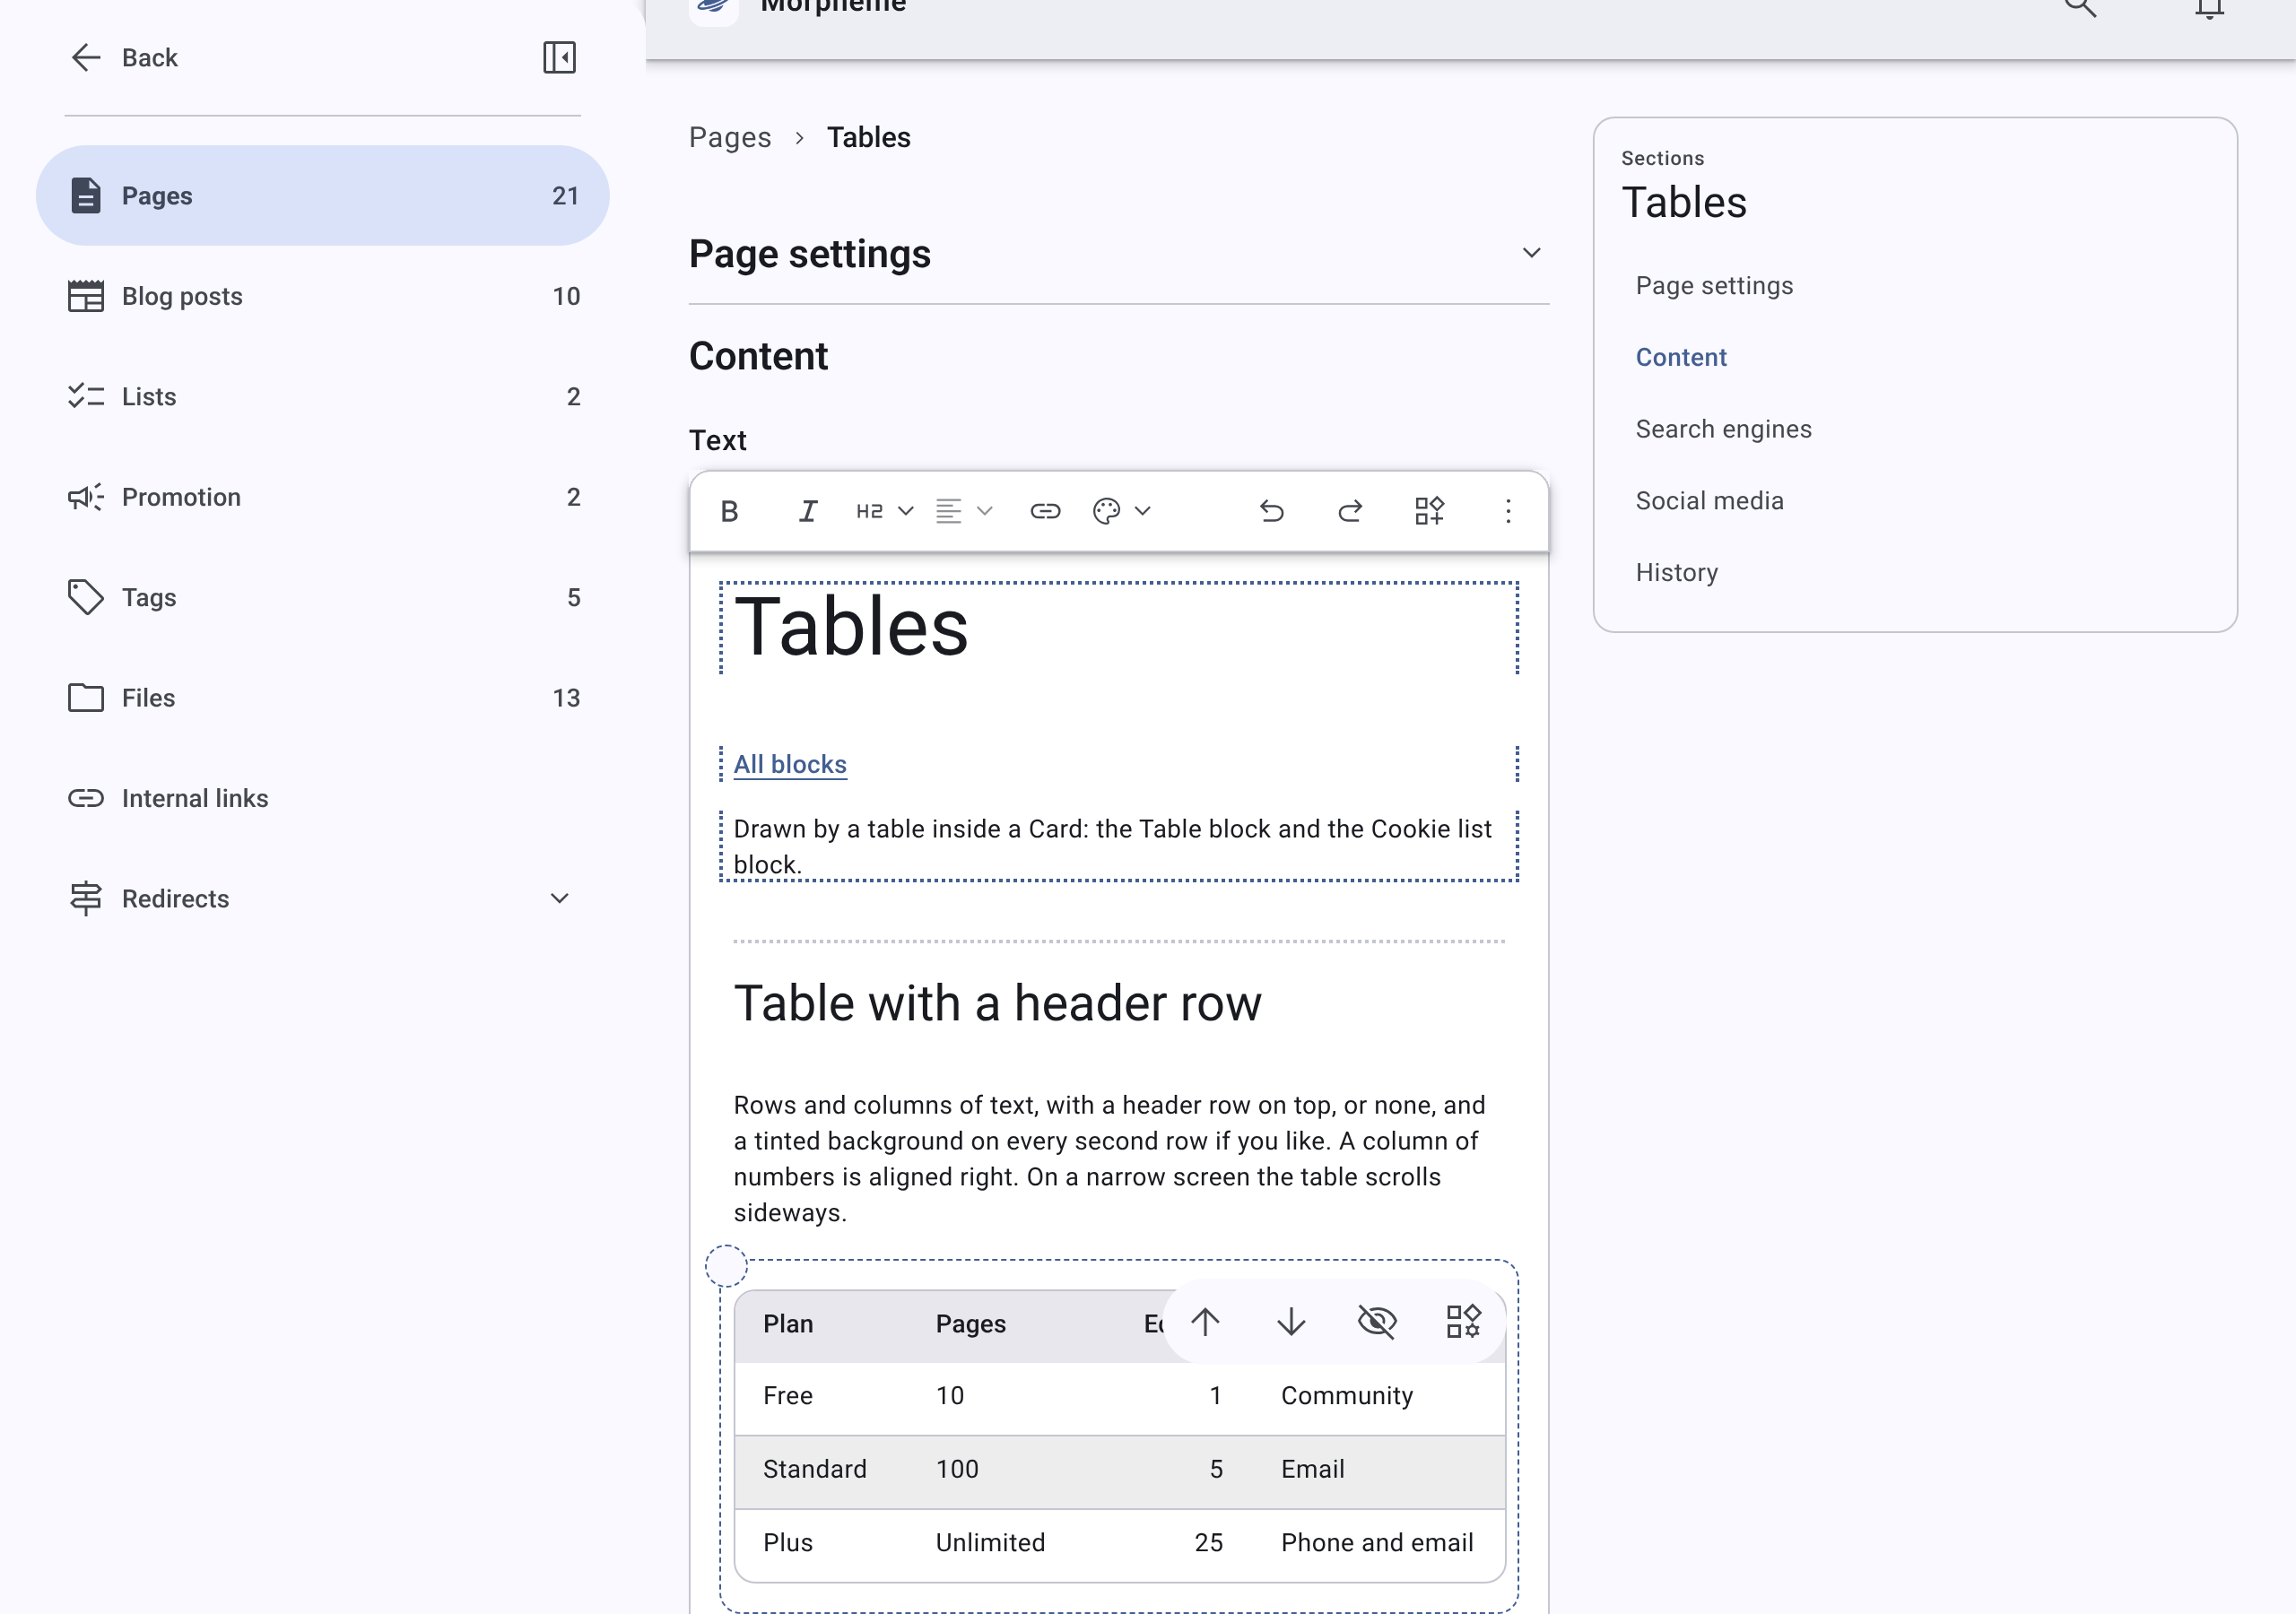 Morpheme
Back
Pages 21
Blog posts 10
Lists 2
Promotion 2
Tags 5
Files 13
Internal links
Redirects
Pages > Tables
Page settings
Content
Text
B I H2
Tables
All blocks
Drawn by a table inside a Card: the Table block and the Cookie list
block.
Table with a header row
Rows and columns of text, with a header row on top, or none, and
a tinted background on every second row if you like. A column of
numbers is aligned right. On a narrow screen the table scrolls
sideways.
Plan Pages
Free 10 1 Community
Standard 100 5 Email
Plus Unlimited 25 Phone and email
Sections
Tables
Page settings
Content
Search engines
Social media
History